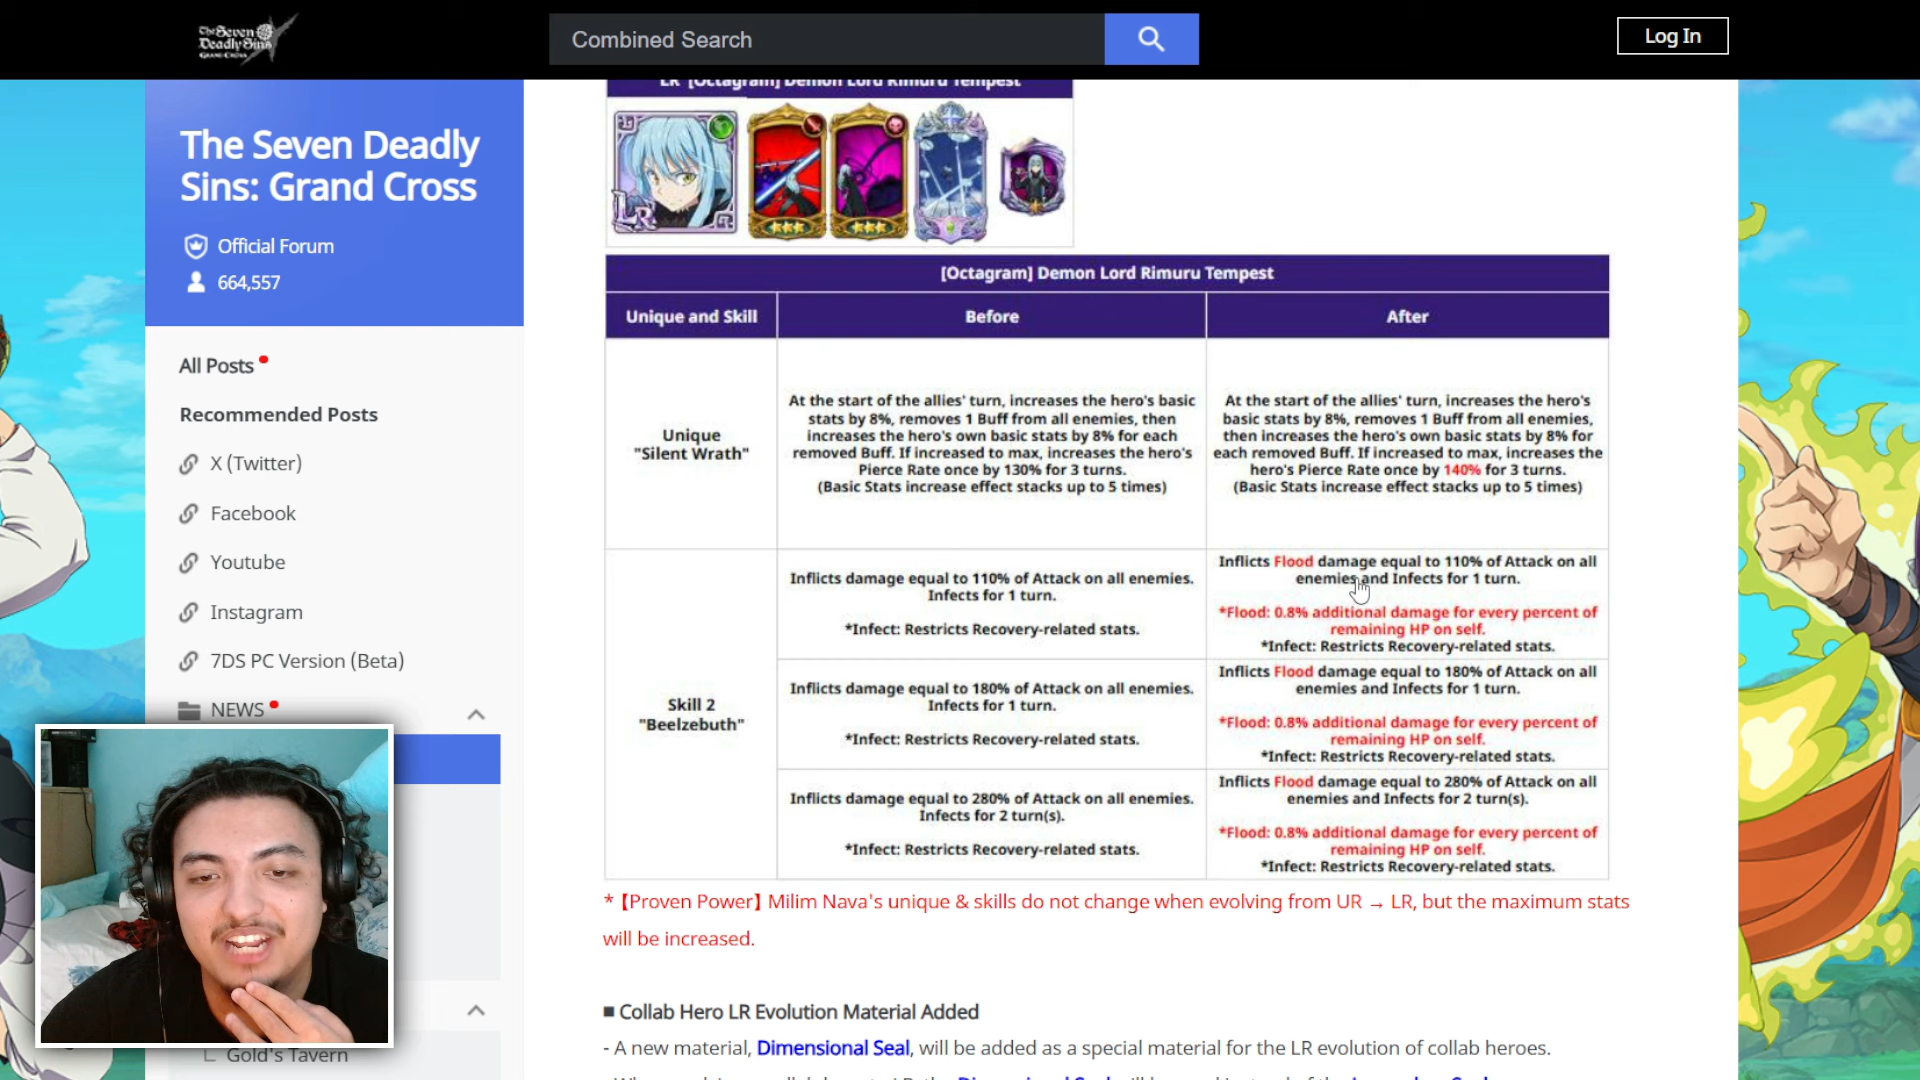 The Seven
Deadly Sins
GRAND CROSS
Combined Search
Log In
The Seven Deadly
Sins: Grand Cross
Official Forum
664,557
All Posts
Recommended Posts
X (Twitter)
Facebook
Youtube
Instagram
7DS PC Version (Beta)
NEWS
Gold's Tavern
LR [Octagram] Demon Lord Rimuru Tempest
LR
[Octagram] Demon Lord Rimuru Tempest
Unique and Skill
Before
After
Unique
"Silent Wrath"
At the start of the allies' turn, increases the hero's basic
stats by 8%, removes 1 Buff from all enemies, then
increases the hero's own basic stats by 8% for each
removed Buff. If increased to max, increases the hero's
Pierce Rate once by 130% for 3 turns.
(Basic Stats increase effect stacks up to 5 times)
At the start of the allies' turn, increases the hero's
basic stats by 8%, removes 1 Buff from all enemies,
then increases the hero's own basic stats by 8% for
each removed Buff. If increased to max, increases the
hero's Pierce Rate once by 140% for 3 turns.
(Basic Stats increase effect stacks up to 5 times)
Skill 2
"Beelzebuth"
Inflicts damage equal to 110% of Attack on all enemies.
Infects for 1 turn.
*Infect: Restricts Recovery-related stats.
Inflicts Flood damage equal to 110% of Attack on all
enemies and Infects for 1 turn.
*Flood: 0.8% additional damage for every percent of
remaining HP on self.
*Infect: Restricts Recovery-related stats.
Inflicts damage equal to 180% of Attack on all enemies.
Infects for 1 turn.
*Infect: Restricts Recovery-related stats.
Inflicts Flood damage equal to 180% of Attack on all
enemies and Infects for 1 turn.
*Flood: 0.8% additional damage for every percent of
remaining HP on self.
*Infect: Restricts Recovery-related stats.
Inflicts damage equal to 280% of Attack on all enemies.
Infects for 2 turn(s).
*Infect: Restricts Recovery-related stats.
Inflicts Flood damage equal to 280% of Attack on all
enemies and Infects for 2 turn(s).
*Flood: 0.8% additional damage for every percent of
remaining HP on self.
*Infect: Restricts Recovery-related stats.
*【Proven Power】Milim Nava's unique & skills do not change when evolving from UR → LR, but the maximum stats
will be increased.
■ Collab Hero LR Evolution Material Added
- A new material, Dimensional Seal, will be added as a special material for the LR evolution of collab heroes.